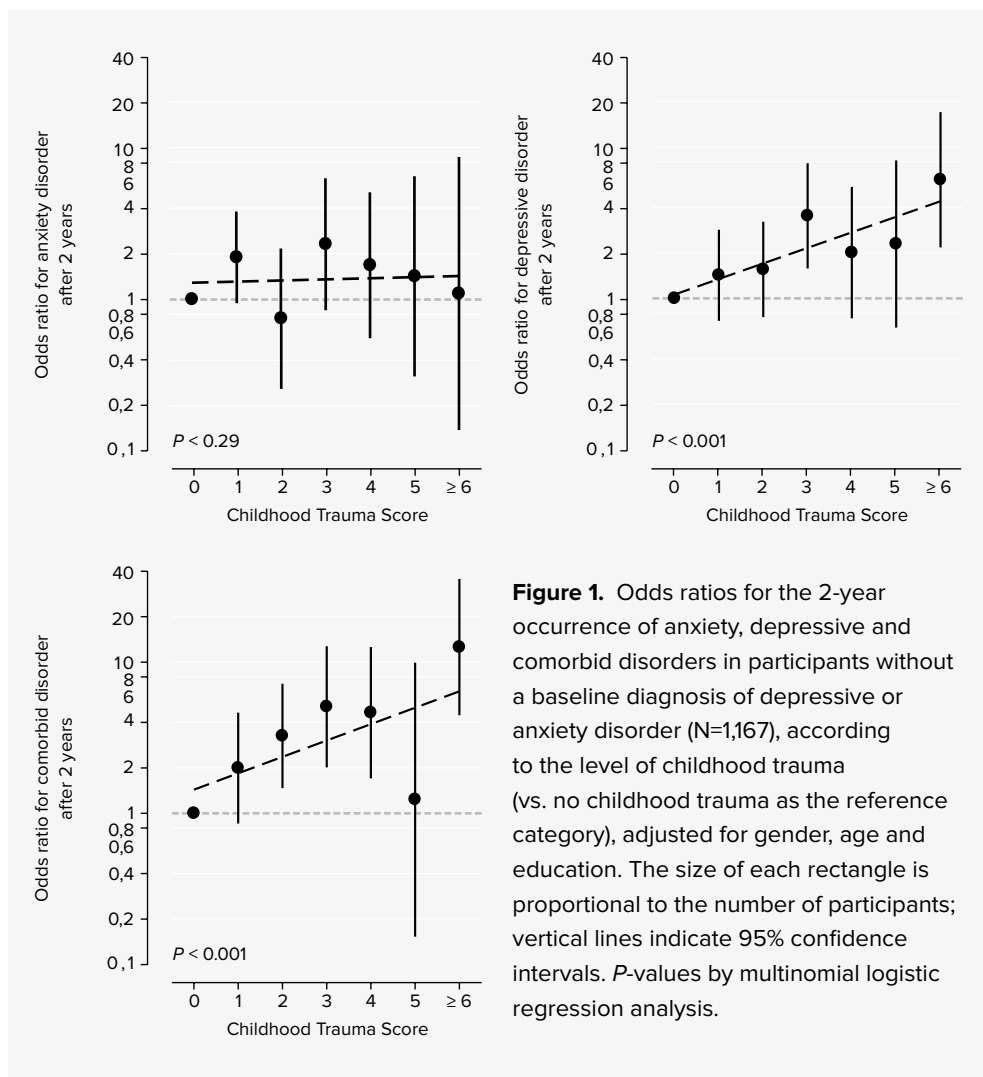 Odds ratio for anxiety disorder
after 2 years
40
20
10
8
6
4
2
1
0,8
0,6
0,4
0,2
0,1
P < 0.29
0 1 2 3 4 5 ≥ 6
Childhood Trauma Score
Odds ratio for depressive disorder
after 2 years
40
20
10
8
6
4
2
1
0,8
0,6
0,4
0,2
0,1
P < 0.001
0 1 2 3 4 5 ≥ 6
Childhood Trauma Score
Odds ratio for comorbid disorder
after 2 years
40
20
10
8
6
4
2
1
0,8
0,6
0,4
0,2
0,1
P < 0.001
0 1 2 3 4 5 ≥ 6
Childhood Trauma Score
Figure 1. Odds ratios for the 2-year
occurrence of anxiety, depressive and
comorbid disorders in participants without
a baseline diagnosis of depressive or
anxiety disorder (N=1,167), according
to the level of childhood trauma
(vs. no childhood trauma as the reference
category), adjusted for gender, age and
education. The size of each rectangle is
proportional to the number of participants;
vertical lines indicate 95% confidence
intervals. P-values by multinomial logistic
regression analysis.